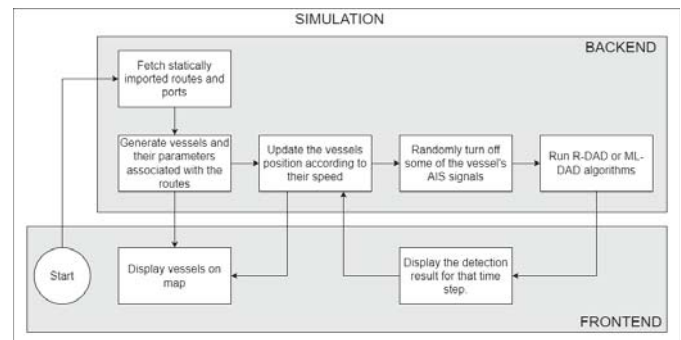 SIMULATION
BACKEND
Fetch statically
imported routes and
ports
Generate vessels and
their parameters
associated with the
routes
Update the vessels
position according to
their speed
Randomly turn off
some of the vessel's
AIS signals
Run R-DAD or ML-
DAD algorithms
Start
Display vessels on
map
Display the detection
result for that time
step.
FRONTEND